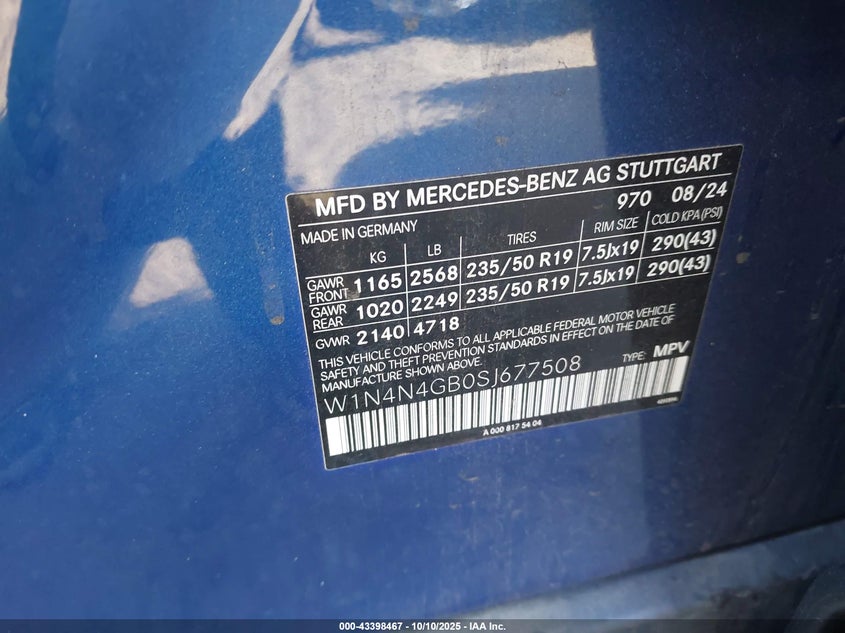 MFD BY MERCEDES-BENZ AG STUTTGART
970 08/24
MADE IN GERMANY
KG LB TIRES RIM SIZE COLD KPA (PSI)
GAWR FRONT 1165 2568 235/50 R19 7.5Jx19 290(43)
GAWR REAR 1020 2249 235/50 R19 7.5Jx19 290(43)
GVWR 2140 4718
THIS VEHICLE CONFORMS TO ALL APPLICABLE FEDERAL MOTOR VEHICLE
SAFETY AND THEFT PREVENTION STANDARDS IN EFFECT ON THE DATE OF
MANUFACTURE SHOWN ABOVE.
W1N4N4GB0SJ677508 TYPE: MPV
A 000 817 54 04
000-43398467 - 10/10/2025 - IAA Inc.